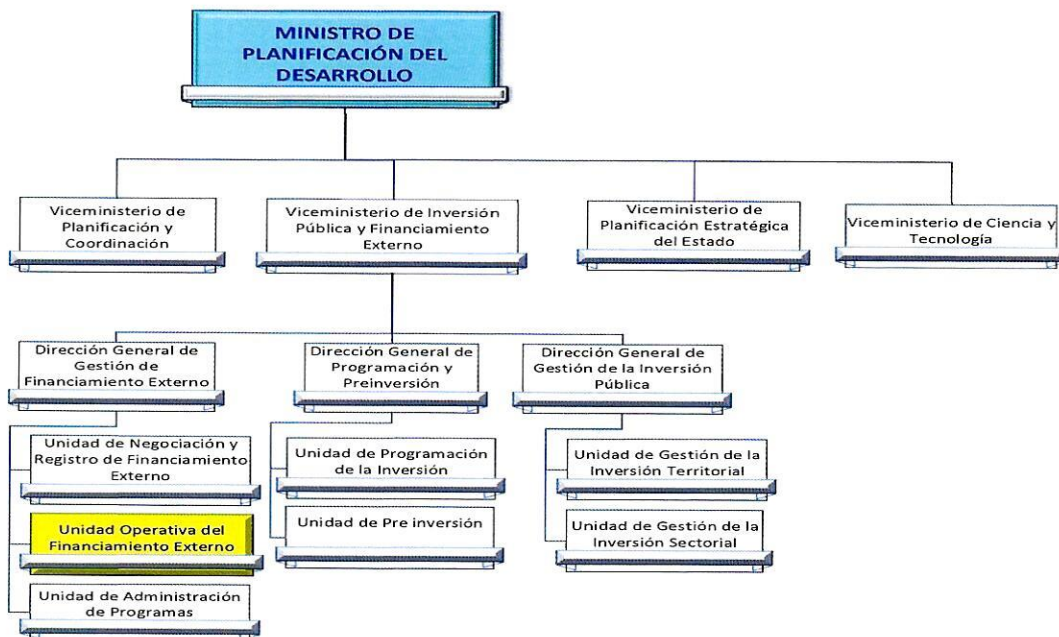 MINISTRO DE
PLANIFICACIÓN DEL
DESARROLLO
Viceministerio de
Planificación y
Coordinación
Viceministerio de Inversión
Pública y Financiamiento
Externo
Viceministerio de
Planificación Estratégica
del Estado
Viceministerio de Ciencia y
Tecnología
Dirección General de
Gestión de
Financiamiento Externo
Dirección General de
Programación y
Preinversión
Dirección General de
Gestión de la Inversión
Pública
Unidad de Negociación y
Registro de Financiamiento
Externo
Unidad Operativa del
Financiamiento Externo
Unidad de Administración
de Programas
Unidad de Programación
de la Inversión
Unidad de Pre inversión
Unidad de Gestión de la
Inversión Territorial
Unidad de Gestión de la
Inversión Sectorial